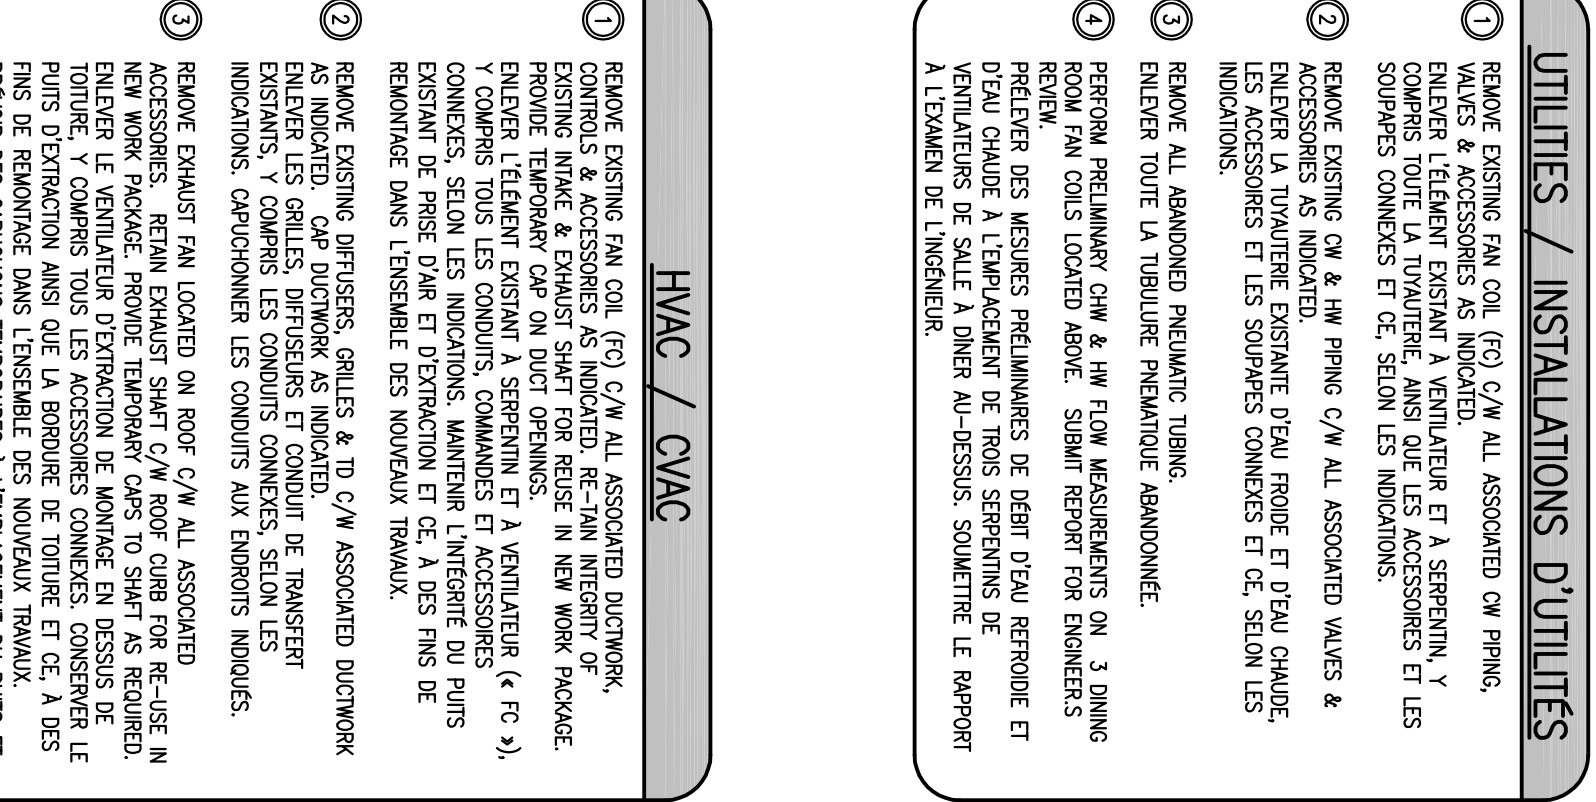 UTILITIES / INSTALLATIONS D'UTILITÉS
1 REMOVE EXISTING FAN COIL (FC) C/W ALL ASSOCIATED CW PIPING,
VALVES & ACCESSORIES AS INDICATED.
ENLEVER L'ÉLÉMENT EXISTANT À VENTILATEUR ET À SERPENTIN, Y
COMPRIS TOUTE LA TUYAUTERIE, AINSI QUE LES ACCESSOIRES ET LES
SOUPAPES CONNEXES ET CE, SELON LES INDICATIONS.
2 REMOVE EXISTING CW & HW PIPING C/W ALL ASSOCIATED VALVES &
ACCESSORIES AS INDICATED.
ENLEVER LA TUYAUTERIE EXISTANTE D'EAU FROIDE ET D'EAU CHAUDE,
LES ACCESSOIRES ET LES SOUPAPES CONNEXES ET CE, SELON LES
INDICATIONS.
3 REMOVE ALL ABANDONED PNEUMATIC TUBING.
ENLEVER TOUTE LA TUBULURE PNEMATIQUE ABANDONNÉE.
4 PERFORM PRELIMINARY CHW & HW FLOW MEASUREMENTS ON 3 DINING
ROOM FAN COILS LOCATED ABOVE. SUBMIT REPORT FOR ENGINEER.S
REVIEW.
PRÉLEVER DES MESURES PRÉLIMINAIRES DE DÉBIT D'EAU REFROIDIE ET
D'EAU CHAUDE À L'EMPLACEMENT DE TROIS SERPENTINS DE
VENTILATEURS DE SALLE À DÎNER AU-DESSUS. SOUMETTRE LE RAPPORT
À L'EXAMEN DE L'INGÉNIEUR.
HVAC / CVAC
1 REMOVE EXISTING FAN COIL (FC) C/W ALL ASSOCIATED DUCTWORK,
CONTROLS & ACCESSORIES AS INDICATED. RE-TAIN INTEGRITY OF
EXISTING INTAKE & EXHAUST SHAFT FOR REUSE IN NEW WORK PACKAGE.
PROVIDE TEMPORARY CAP ON DUCT OPENINGS.
ENLEVER L'ÉLÉMENT EXISTANT À SERPENTIN ET À VENTILATEUR (« FC »),
Y COMPRIS TOUS LES CONDUITS, COMMANDES ET ACCESSOIRES
CONNEXES, SELON LES INDICATIONS. MAINTENIR L'INTÉGRITÉ DU PUITS
EXISTANT DE PRISE D'AIR ET D'EXTRACTION ET CE, À DES FINS DE
REMONTAGE DANS L'ENSEMBLE DES NOUVEAUX TRAVAUX.
2 REMOVE EXISTING DIFFUSERS, GRILLES & TD C/W ASSOCIATED DUCTWORK
AS INDICATED. CAP DUCTWORK AS INDICATED.
ENLEVER LES GRILLES, DIFFUSEURS ET CONDUIT DE TRANSFERT
EXISTANTS, Y COMPRIS LES CONDUITS CONNEXES, SELON LES
INDICATIONS. CAPUCHONNER LES CONDUITS AUX ENDROITS INDIQUÉS.
3 REMOVE EXHAUST FAN LOCATED ON ROOF C/W ALL ASSOCIATED
ACCESSORIES. RETAIN EXHAUST SHAFT C/W ROOF CURB FOR RE-USE IN
NEW WORK PACKAGE. PROVIDE TEMPORARY CAPS TO SHAFT AS REQUIRED.
ENLEVER LE VENTILATEUR D'EXTRACTION DE MONTAGE EN DESSUS DE
TOITURE, Y COMPRIS TOUS LES ACCESSOIRES CONNEXES. CONSERVER LE
PUITS D'EXTRACTION AINSI QUE LA BORDURE DE TOITURE ET CE, À DES
FINS DE REMONTAGE DANS L'ENSEMBLE DES NOUVEAUX TRAVAUX.